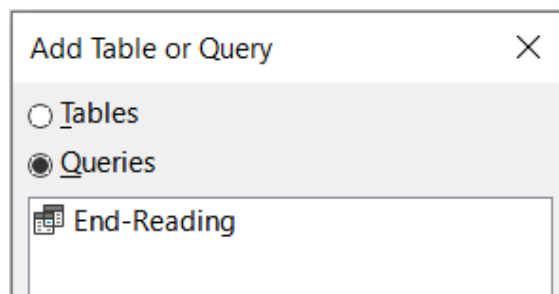 Add Table or Query
Tables
Queries
End-Reading